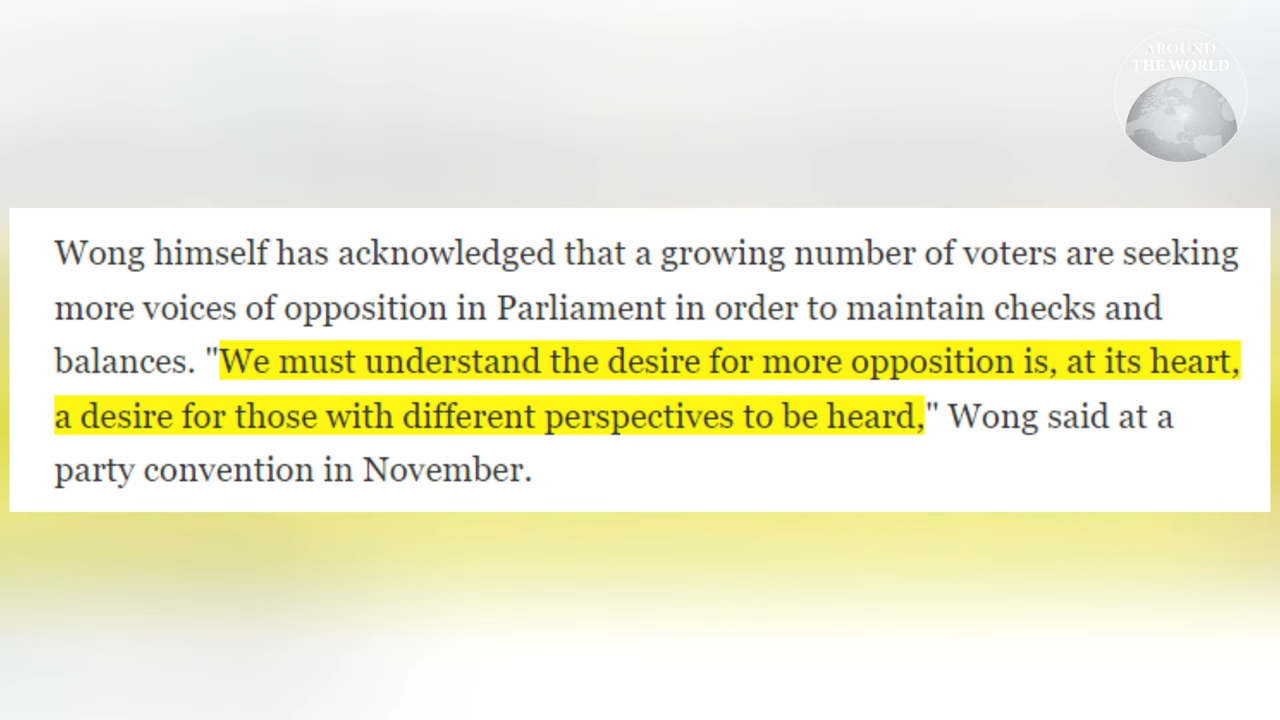 AROUND
THE WORLD
Wong himself has acknowledged that a growing number of voters are seeking
more voices of opposition in Parliament in order to maintain checks and
balances. "We must understand the desire for more opposition is, at its heart,
a desire for those with different perspectives to be heard," Wong said at a
party convention in November.